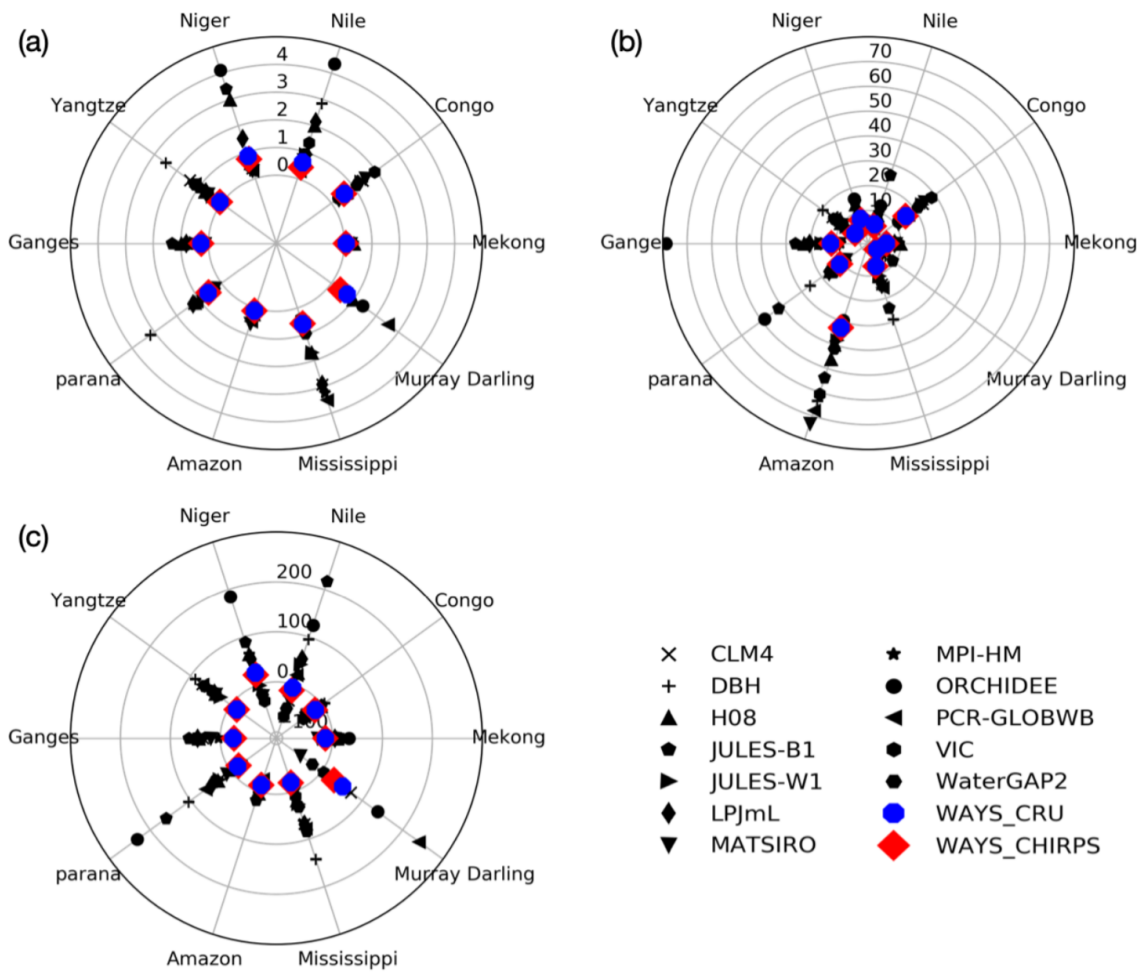 (a)
Niger
Nile
Yangtze
Congo
Ganges
Mekong
parana
Murray Darling
Amazon
Mississippi
4
3
2
1
0
(b)
Niger
Nile
Yangtze
Congo
Ganges
Mekong
parana
Murray Darling
Amazon
Mississippi
70
60
50
40
30
20
10
(c)
Niger
Nile
Yangtze
Congo
Ganges
Mekong
parana
Murray Darling
Amazon
Mississippi
200
100
0
CLM4
DBH
H08
JULES-B1
JULES-W1
LPJmL
MATSIRO
MPI-HM
ORCHIDEE
PCR-GLOBWB
VIC
WaterGAP2
WAYS_CRU
WAYS_CHIRPS